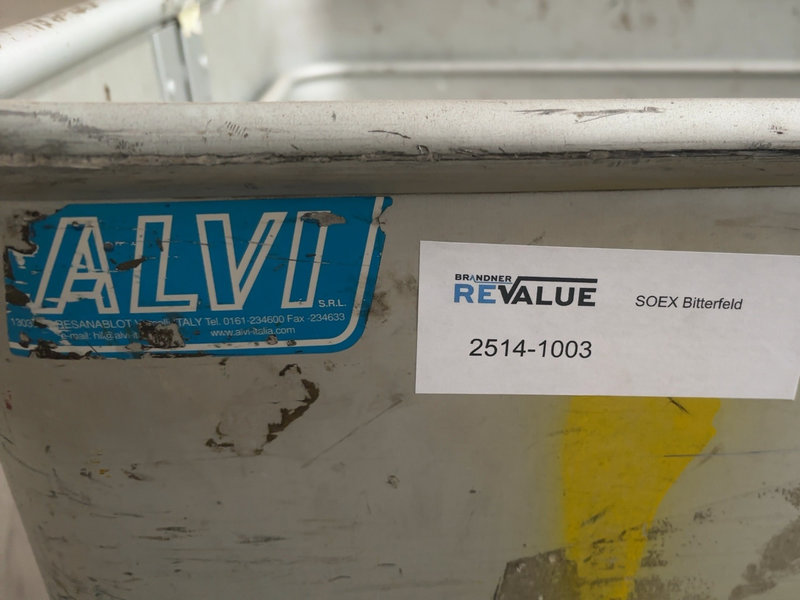 ALVI
S.R.L.
ITALY Tel. 0161-234600 Fax -234633
www.alvi-italia.com
BRANDNER
REVALUE
SOEX Bitterfeld
2514-1003